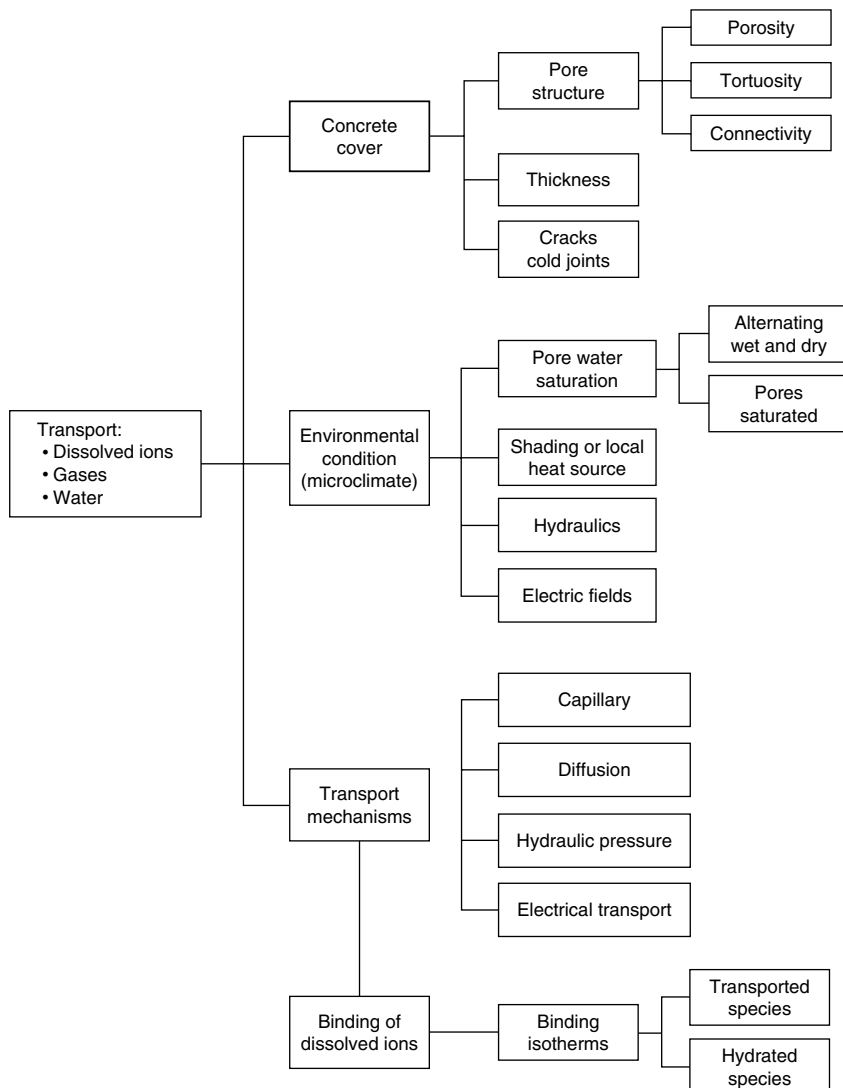 Transport:
• Dissolved ions
• Gases
• Water
Concrete
cover
Pore
structure
Porosity
Tortuosity
Connectivity
Thickness
Cracks
cold joints
Environmental
condition
(microclimate)
Pore water
saturation
Alternating
wet and dry
Pores
saturated
Shading or local
heat source
Hydraulics
Electric fields
Transport
mechanisms
Capillary
Diffusion
Hydraulic pressure
Electrical transport
Binding of
dissolved ions
Binding
isotherms
Transported
species
Hydrated
species